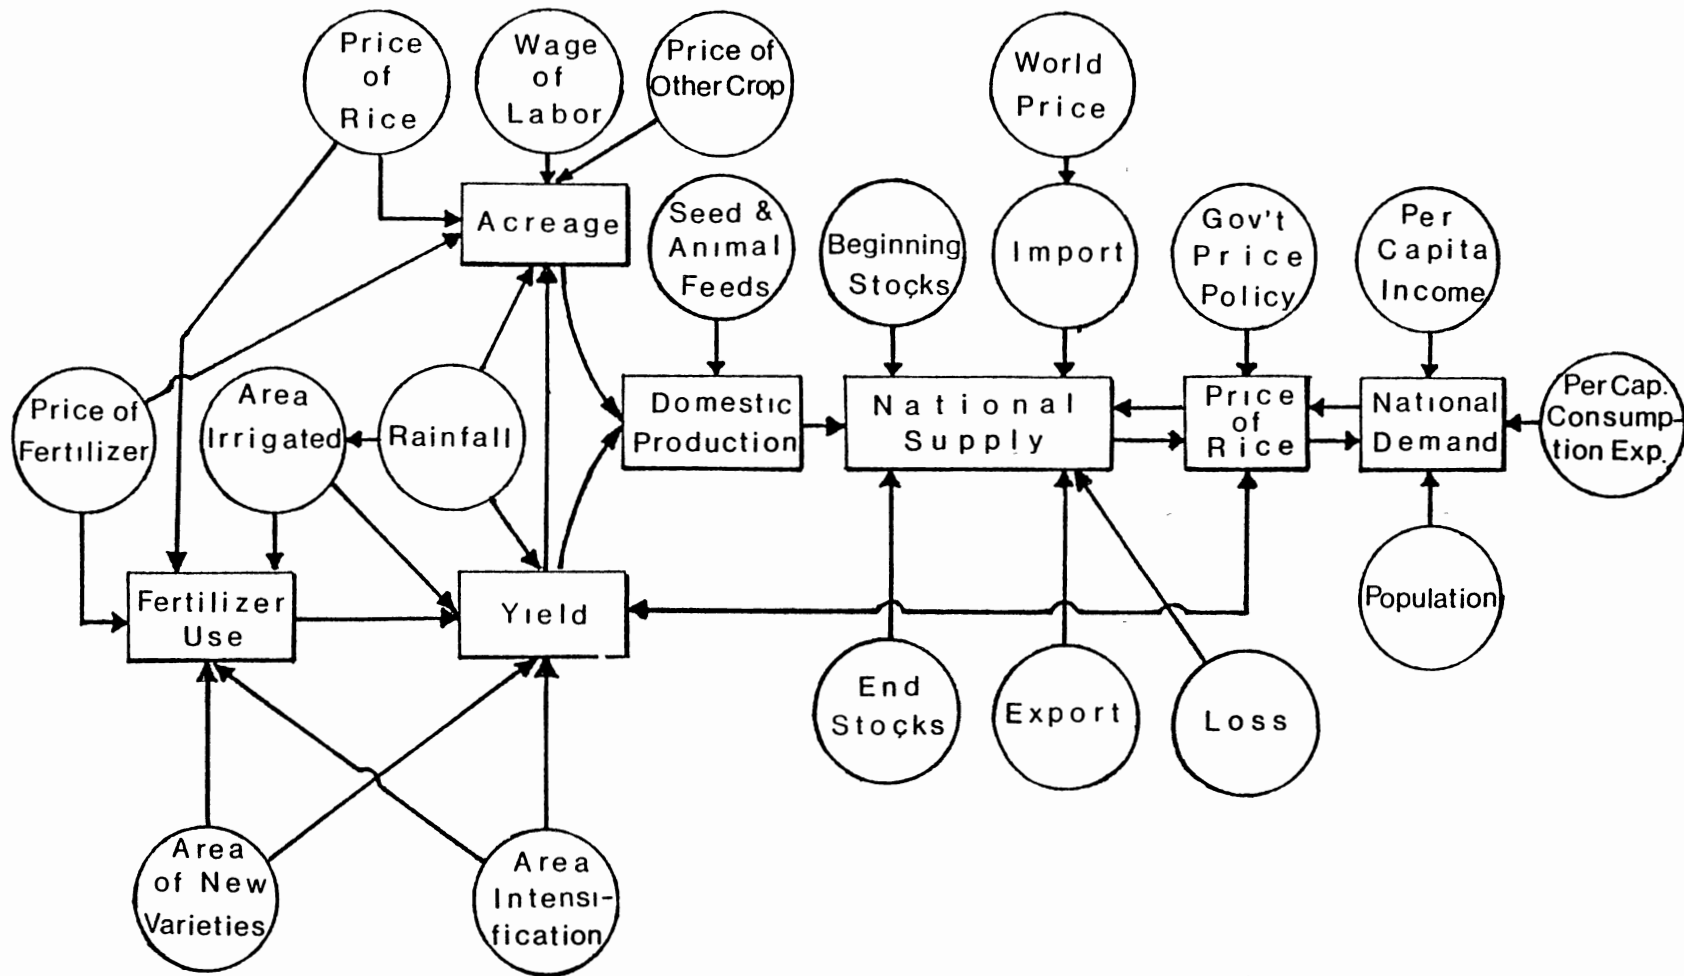 Price
of
Rice
Wage
of
Labor
Price of
Other Crop
World
Price
Acreage
Seed &
Animal
Feeds
Beginning
Stocks
Import
Gov't
Price
Policy
Per
Capita
Income
Price of
Fertilizer
Area
Irrigated
Rainfall
Domestic
Production
National
Supply
Price
of
Rice
National
Demand
Per Cap.
Consump-
tion Exp.
Fertilizer
Use
Yield
Population
End
Stocks
Export
Loss
Area
of New
Varieties
Area
Intensi-
fication